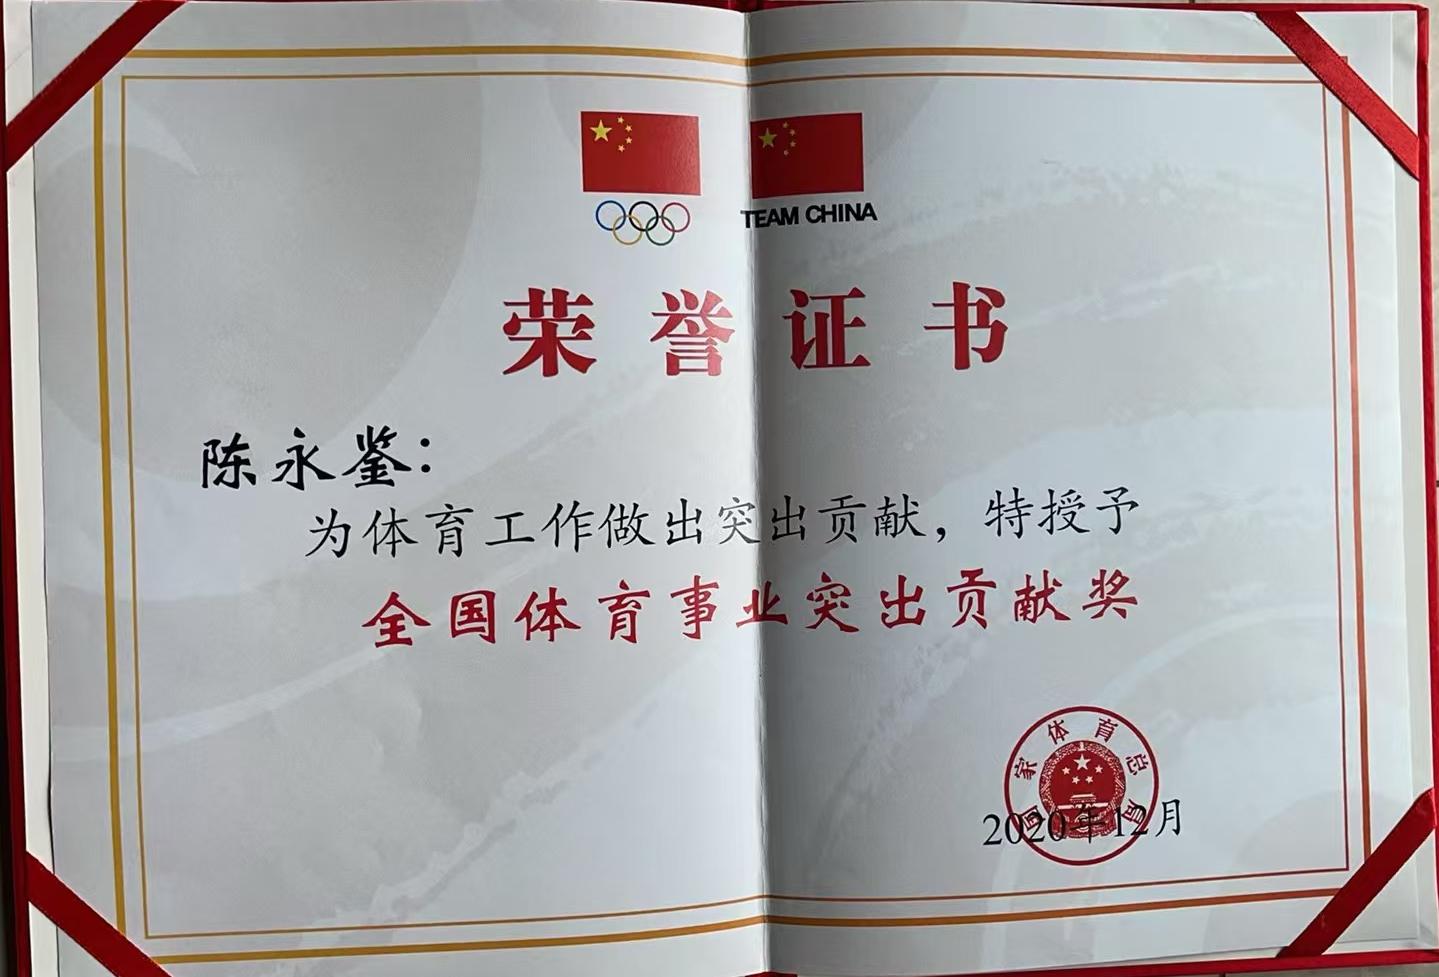 TEAM CHINA
荣誉证书
陈永鉴：
为体育工作做出突出贡献，特授予
全国体育事业突出贡献奖
国家体育总局
2020年12月